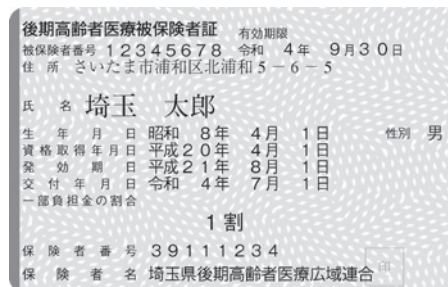 後期高齢者医療被保険者証 有効期限
被保険者番号 12345678 令和 4年 9月30日
住所 さいたま市浦和区北浦和5-6-5
氏名 埼玉 太郎
生年月日 昭和 8年 4月 1日 性別 男
資格取得年月日 平成20年 4月 1日
発効期日 平成21年 8月 1日
交付年月日 令和 4年 7月 1日
一部負担金の割合
1割
保険者番号 39111234
保険者名 埼玉県後期高齢者医療広域連合 印